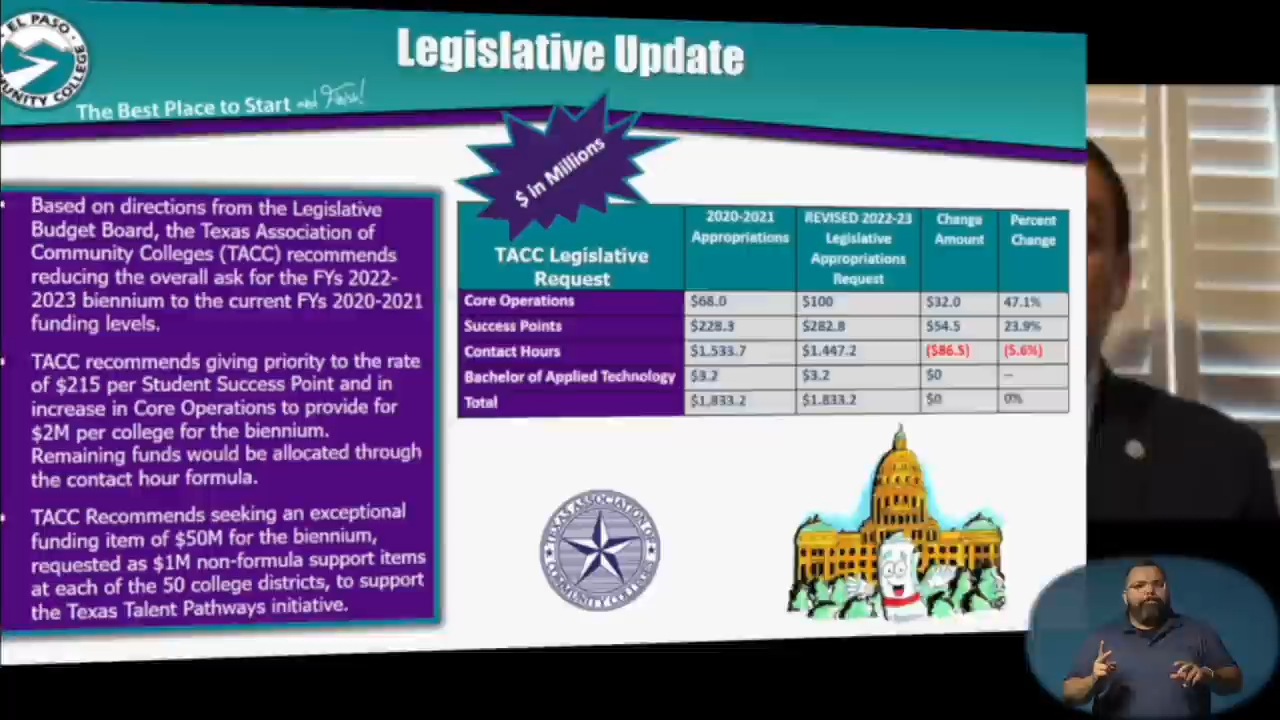 EL PASO
MUNITY COLLEGE
The Best Place to Start and Finish!
Legislative Update
$ in Millions
Based on directions from the Legislative
Budget Board, the Texas Association of
Community Colleges (TACC) recommends
reducing the overall ask for the FYs 2022-
2023 biennium to the current FYs 2020-2021
funding levels.
TACC recommends giving priority to the rate
of $215 per Student Success Point and in
increase in Core Operations to provide for
$2M per college for the biennium.
Remaining funds would be allocated through
the contact hour formula.
TACC Recommends seeking an exceptional
funding item of $50M for the biennium,
requested as $1M non-formula support items
at each of the 50 college districts, to support
the Texas Talent Pathways initiative.
TACC Legislative
Request
2020-2021
Appropriations
REVISED 2022-23
Legislative
Appropriations
Request
Change
Amount
Percent
Change
Core Operations $68.0 $100 $32.0 47.1%
Success Points $228.3 $282.8 $54.5 23.9%
Contact Hours $1,533.7 $1.447.2 ($86.5) (5.6%)
Bachelor of Applied Technology $3.2 $3.2 $0 --
Total $1,833.2 $1.833.2 $0 0%
TEXAS ASSOCIATION OF
COMMUNITY COLLEGES